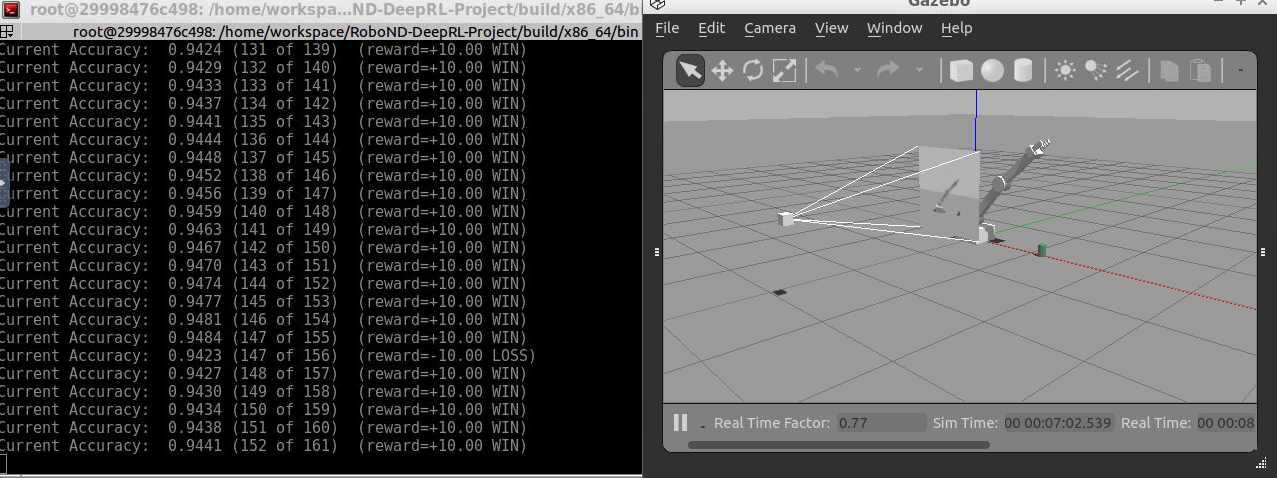 root@29998476c498: /home/workspa...ND-DeepRL-Project/build/x86_64/b
root@29998476c498: /home/workspace/RoboND-DeepRL-Project/build/x86_64/bin
Current Accuracy:  0.9424 (131 of 139)  (reward=+10.00 WIN)
Current Accuracy:  0.9429 (132 of 140)  (reward=+10.00 WIN)
Current Accuracy:  0.9433 (133 of 141)  (reward=+10.00 WIN)
Current Accuracy:  0.9437 (134 of 142)  (reward=+10.00 WIN)
Current Accuracy:  0.9441 (135 of 143)  (reward=+10.00 WIN)
Current Accuracy:  0.9444 (136 of 144)  (reward=+10.00 WIN)
Current Accuracy:  0.9448 (137 of 145)  (reward=+10.00 WIN)
Current Accuracy:  0.9452 (138 of 146)  (reward=+10.00 WIN)
Current Accuracy:  0.9456 (139 of 147)  (reward=+10.00 WIN)
Current Accuracy:  0.9459 (140 of 148)  (reward=+10.00 WIN)
Current Accuracy:  0.9463 (141 of 149)  (reward=+10.00 WIN)
Current Accuracy:  0.9467 (142 of 150)  (reward=+10.00 WIN)
Current Accuracy:  0.9470 (143 of 151)  (reward=+10.00 WIN)
Current Accuracy:  0.9474 (144 of 152)  (reward=+10.00 WIN)
Current Accuracy:  0.9477 (145 of 153)  (reward=+10.00 WIN)
Current Accuracy:  0.9481 (146 of 154)  (reward=+10.00 WIN)
Current Accuracy:  0.9484 (147 of 155)  (reward=+10.00 WIN)
Current Accuracy:  0.9423 (147 of 156)  (reward=-10.00 LOSS)
Current Accuracy:  0.9427 (148 of 157)  (reward=+10.00 WIN)
Current Accuracy:  0.9430 (149 of 158)  (reward=+10.00 WIN)
Current Accuracy:  0.9434 (150 of 159)  (reward=+10.00 WIN)
Current Accuracy:  0.9438 (151 of 160)  (reward=+10.00 WIN)
Current Accuracy:  0.9441 (152 of 161)  (reward=+10.00 WIN)
Gazebo
File Edit Camera View Window Help
Real Time Factor: 0.77 Sim Time: 00 00:07:02.539 Real Time: 00 00:08